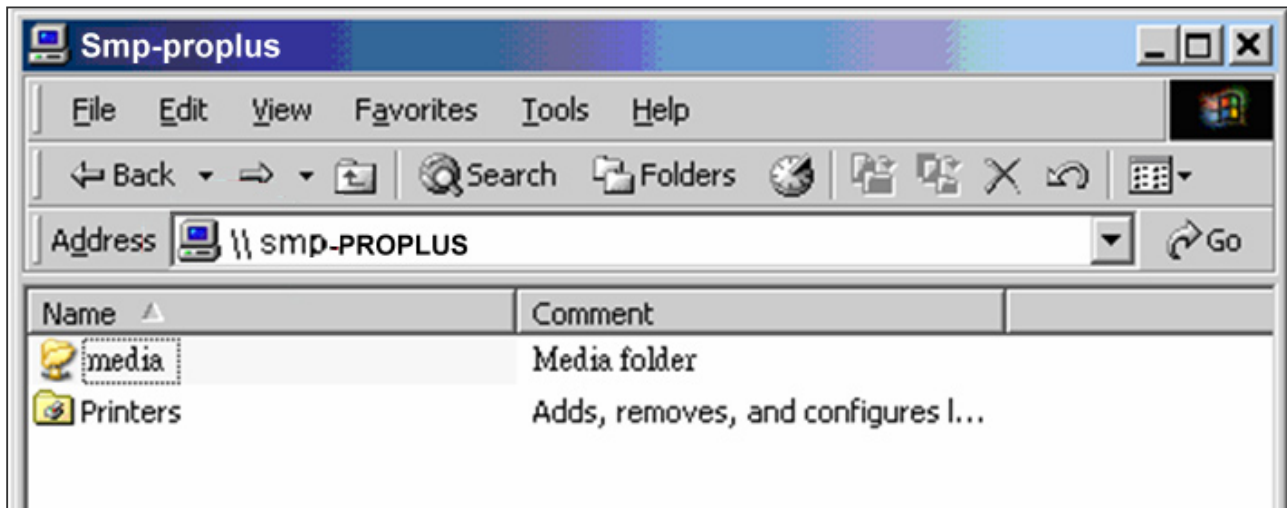 Smp-proplus
File Edit View Favorites Tools Help
Back Search Folders
Address \\ smp-PROPLUS Go
Name Comment
media Media folder
Printers Adds, removes, and configures l...